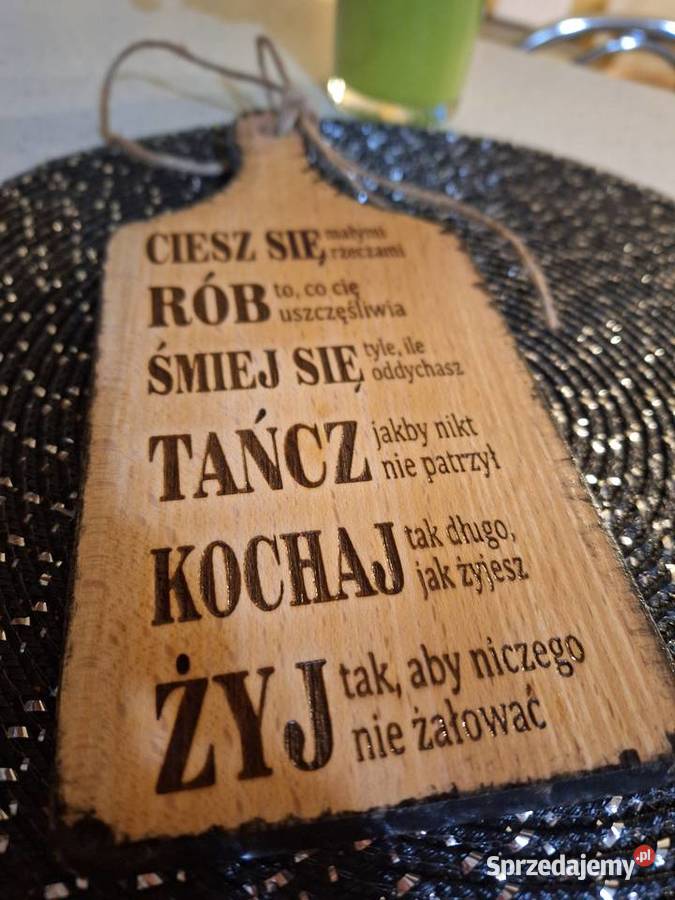 CIESZ SIĘ małymi
rzeczami
RÓB to, co cię
uszczęśliwia
ŚMIEJ SIĘ tyle, ile
oddychasz
TAŃCZ jakby nikt
nie patrzył
KOCHAJ tak długo,
jak żyjesz
ŻYJ tak, aby niczego
nie żałować
Sprzedajemy.pl